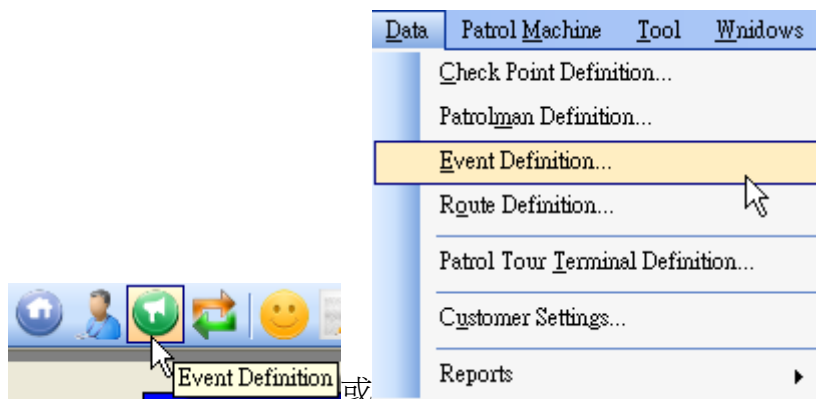 Data Patrol Machine Tool Wnidows
Check Point Definition...
Patrolman Definition...
Event Definition...
Route Definition...
Patrol Tour Terminal Definition...
Customer Settings...
Reports
Event Definition
或